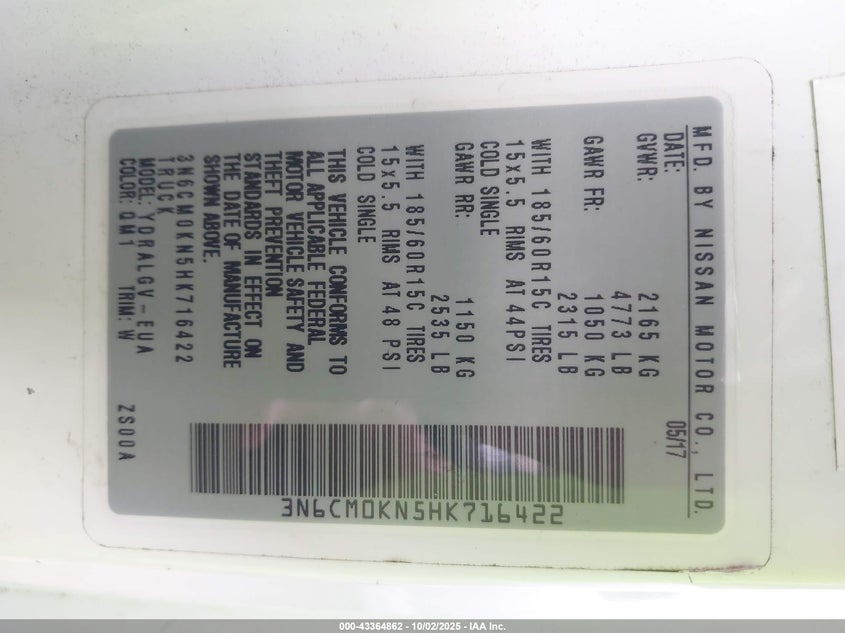 MFD. BY NISSAN MOTOR CO., LTD.
DATE: 05/17
GVWR: 2165 KG
4773 LB
GAWR FR: 1050 KG
2315 LB
WITH 185/60R15C TIRES
15x5.5 RIMS AT 44PSI
COLD SINGLE
GAWR RR: 1150 KG
2535 LB
WITH 185/60R15C TIRES
15x5.5 RIMS AT 48 PSI
COLD SINGLE
THIS VEHICLE CONFORMS TO
ALL APPLICABLE FEDERAL
MOTOR VEHICLE SAFETY AND
THEFT PREVENTION
STANDARDS IN EFFECT ON
THE DATE OF MANUFACTURE
SHOWN ABOVE.
3N6CM0KN5HK716422
TRUCK
MODEL: YDRALGV-EUA
COLOR: QM1 TRIM: W ZS00A
3N6CM0KN5HK716422
000-43364862 - 10/02/2025 - IAA Inc.